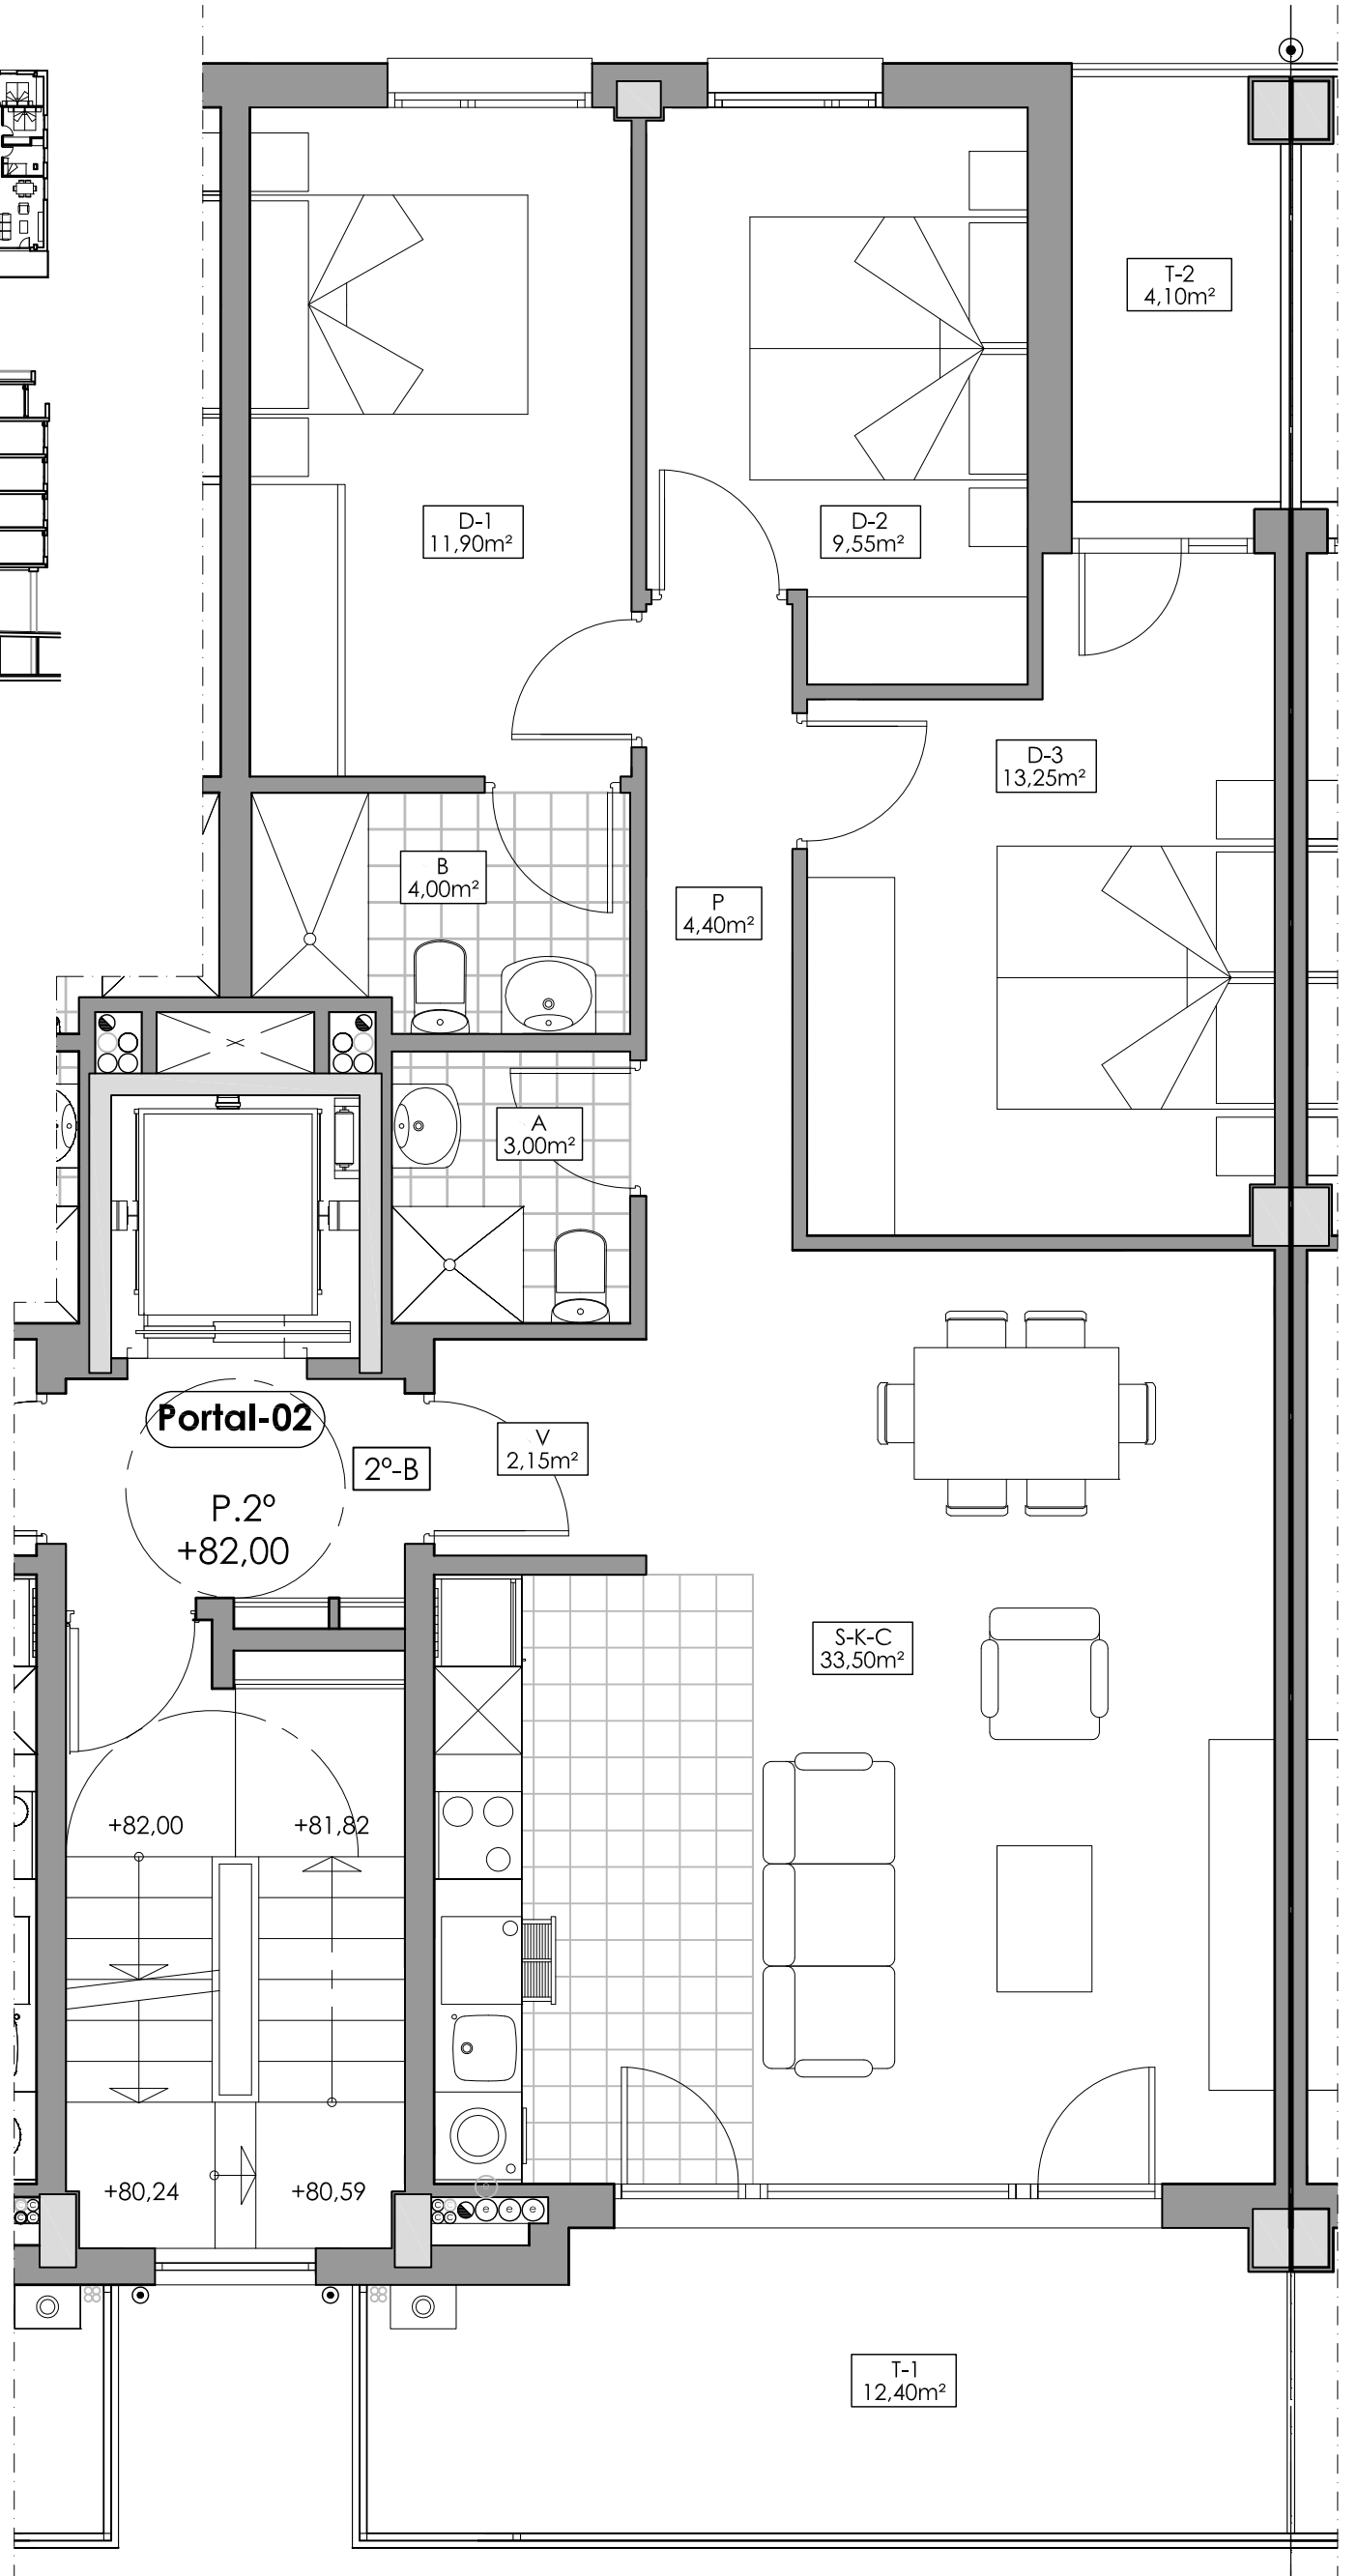 T-2
4,10m²
D-1
11,90m²
D-2
9,55m²
D-3
13,25m²
B
4,00m²
P
4,40m²
A
3,00m²
Portal-02
V
2,15m²
2º-B
P.2º
+82,00
S-K-C
33,50m²
+82,00
+81,82
+80,24
+80,59
T-1
12,40m²